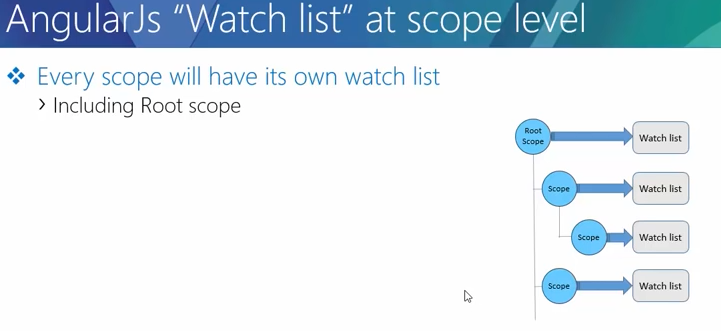 AngularJs “Watch list” at scope level
Every scope will have its own watch list
Including Root scope
Root
Scope
Watch list
Scope
Watch list
Scope
Watch list
Scope
Watch list